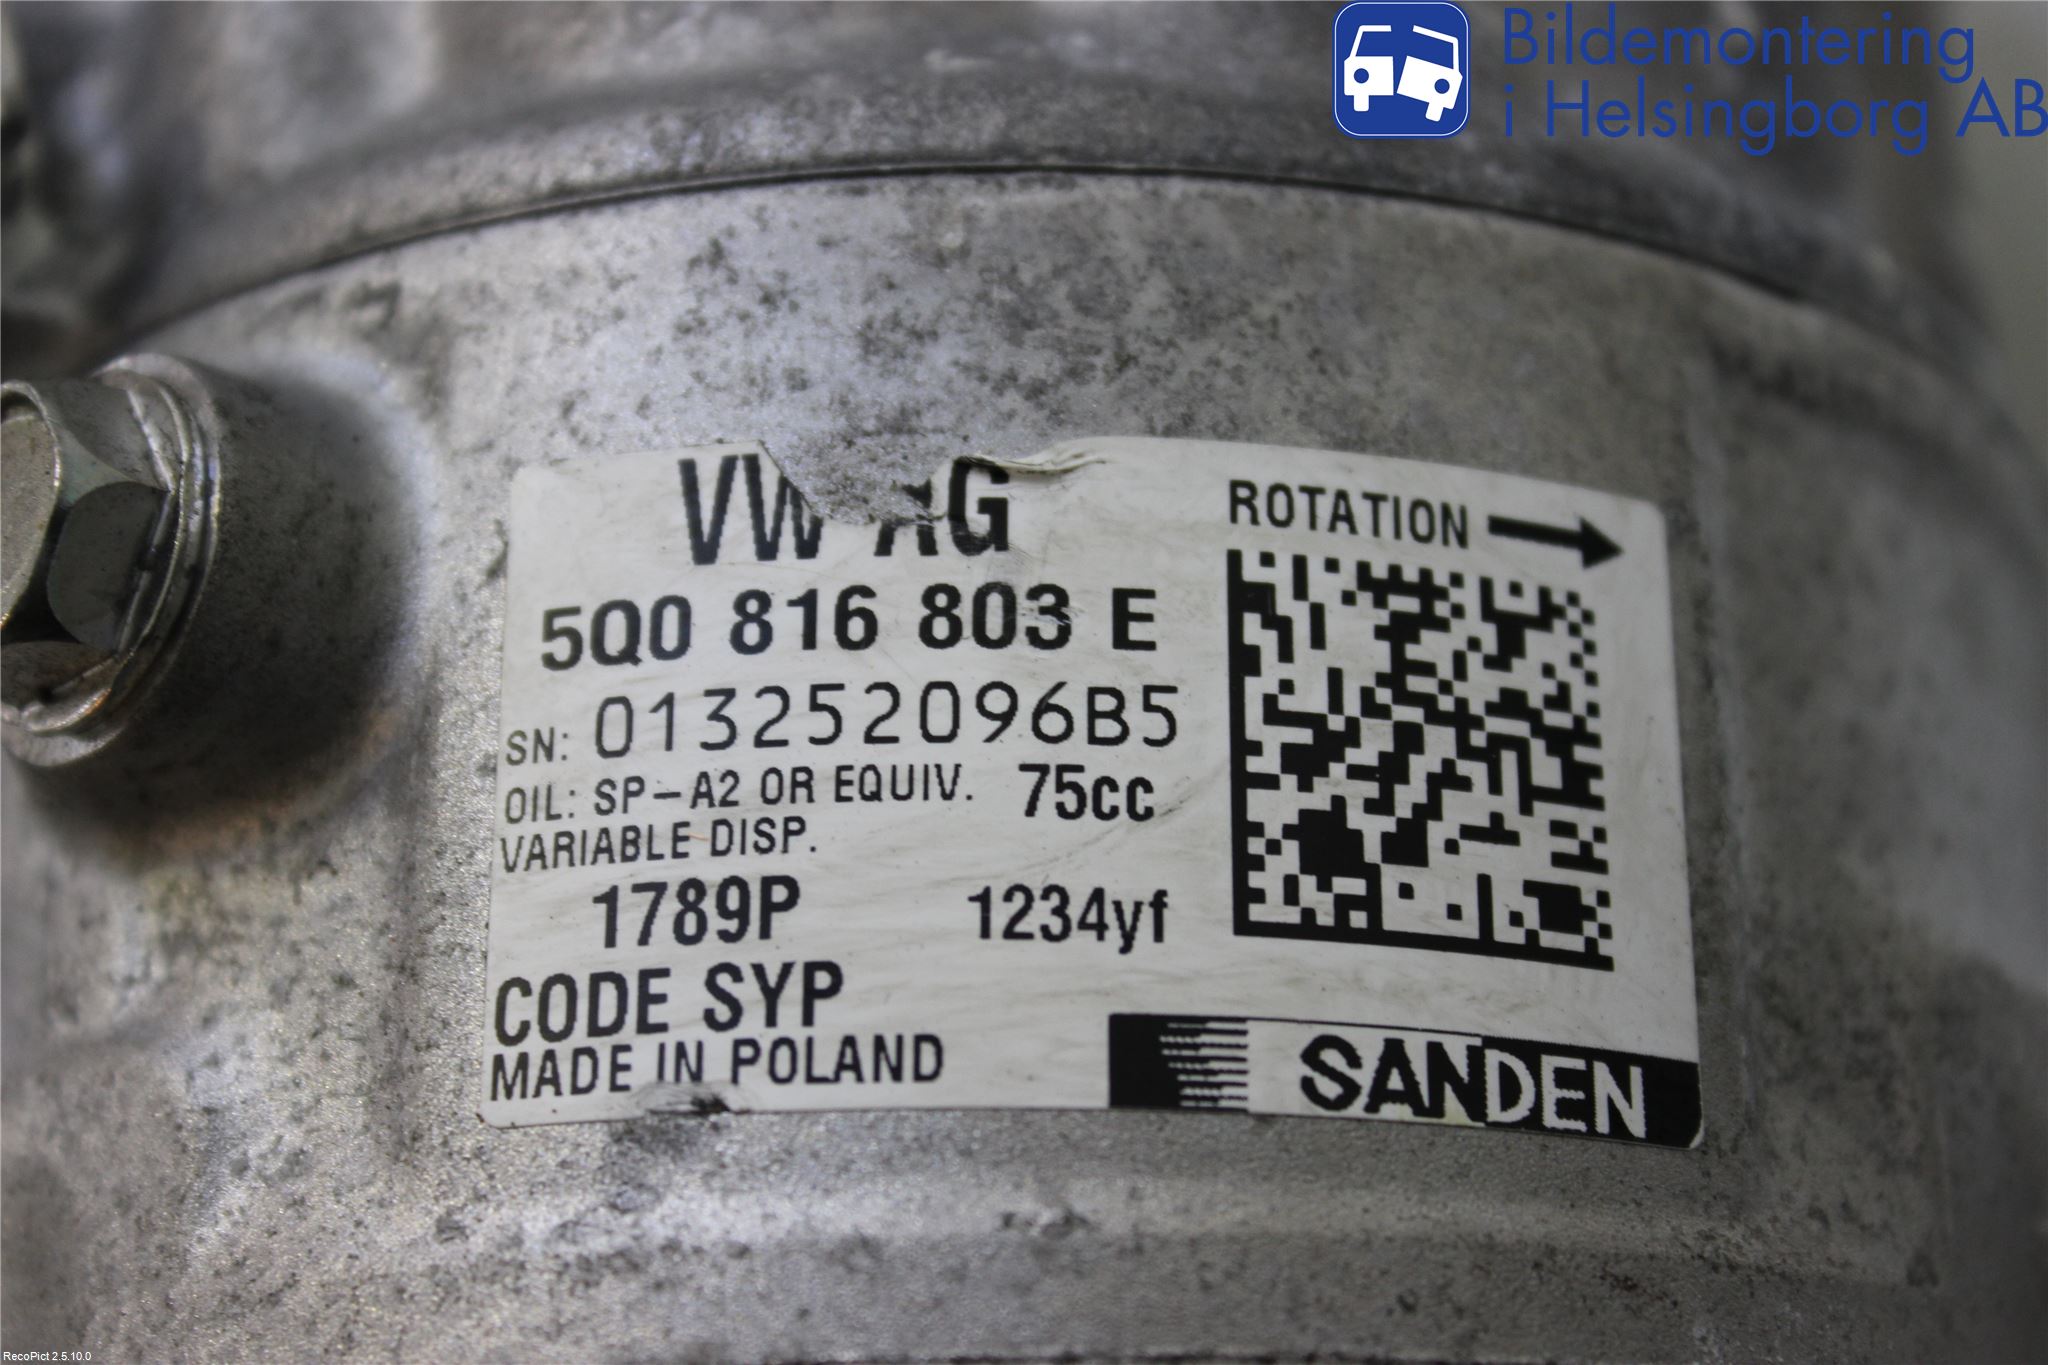 Bildemontering
i Helsingborg AB
VW AG
ROTATION
5Q0 816 803 E
SN: 013252096B5
OIL: SP-A2 OR EQUIV. 75cc
VARIABLE DISP.
1789P 1234yf
CODE SYP
MADE IN POLAND
SANDEN
RecoPict 2.5.10.0